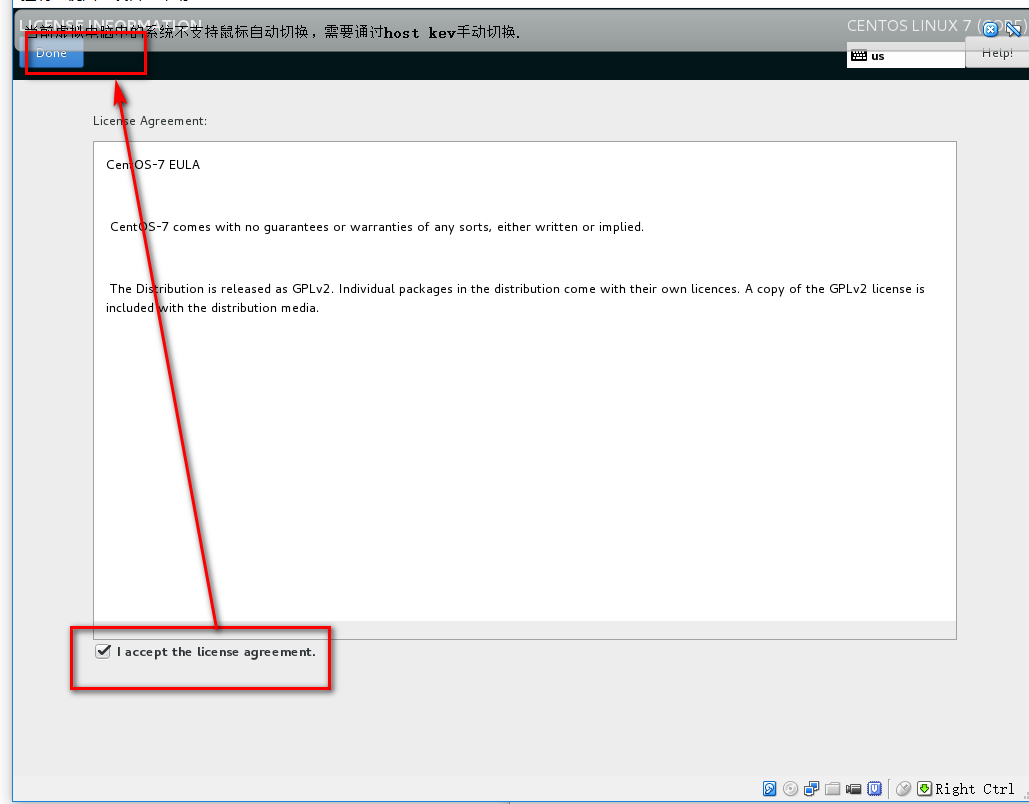 LICENSE INFORMATION
CENTOS LINUX 7 (CORE)
当前虚拟电脑中的系统不支持鼠标自动切换，需要通过host key手动切换.
Done
us
Help!
License Agreement:
CentOS-7 EULA
CentOS-7 comes with no guarantees or warranties of any sorts, either written or implied.
The Distribution is released as GPLv2. Individual packages in the distribution come with their own licences. A copy of the GPLv2 license is
included with the distribution media.
I accept the license agreement.
Right Ctrl